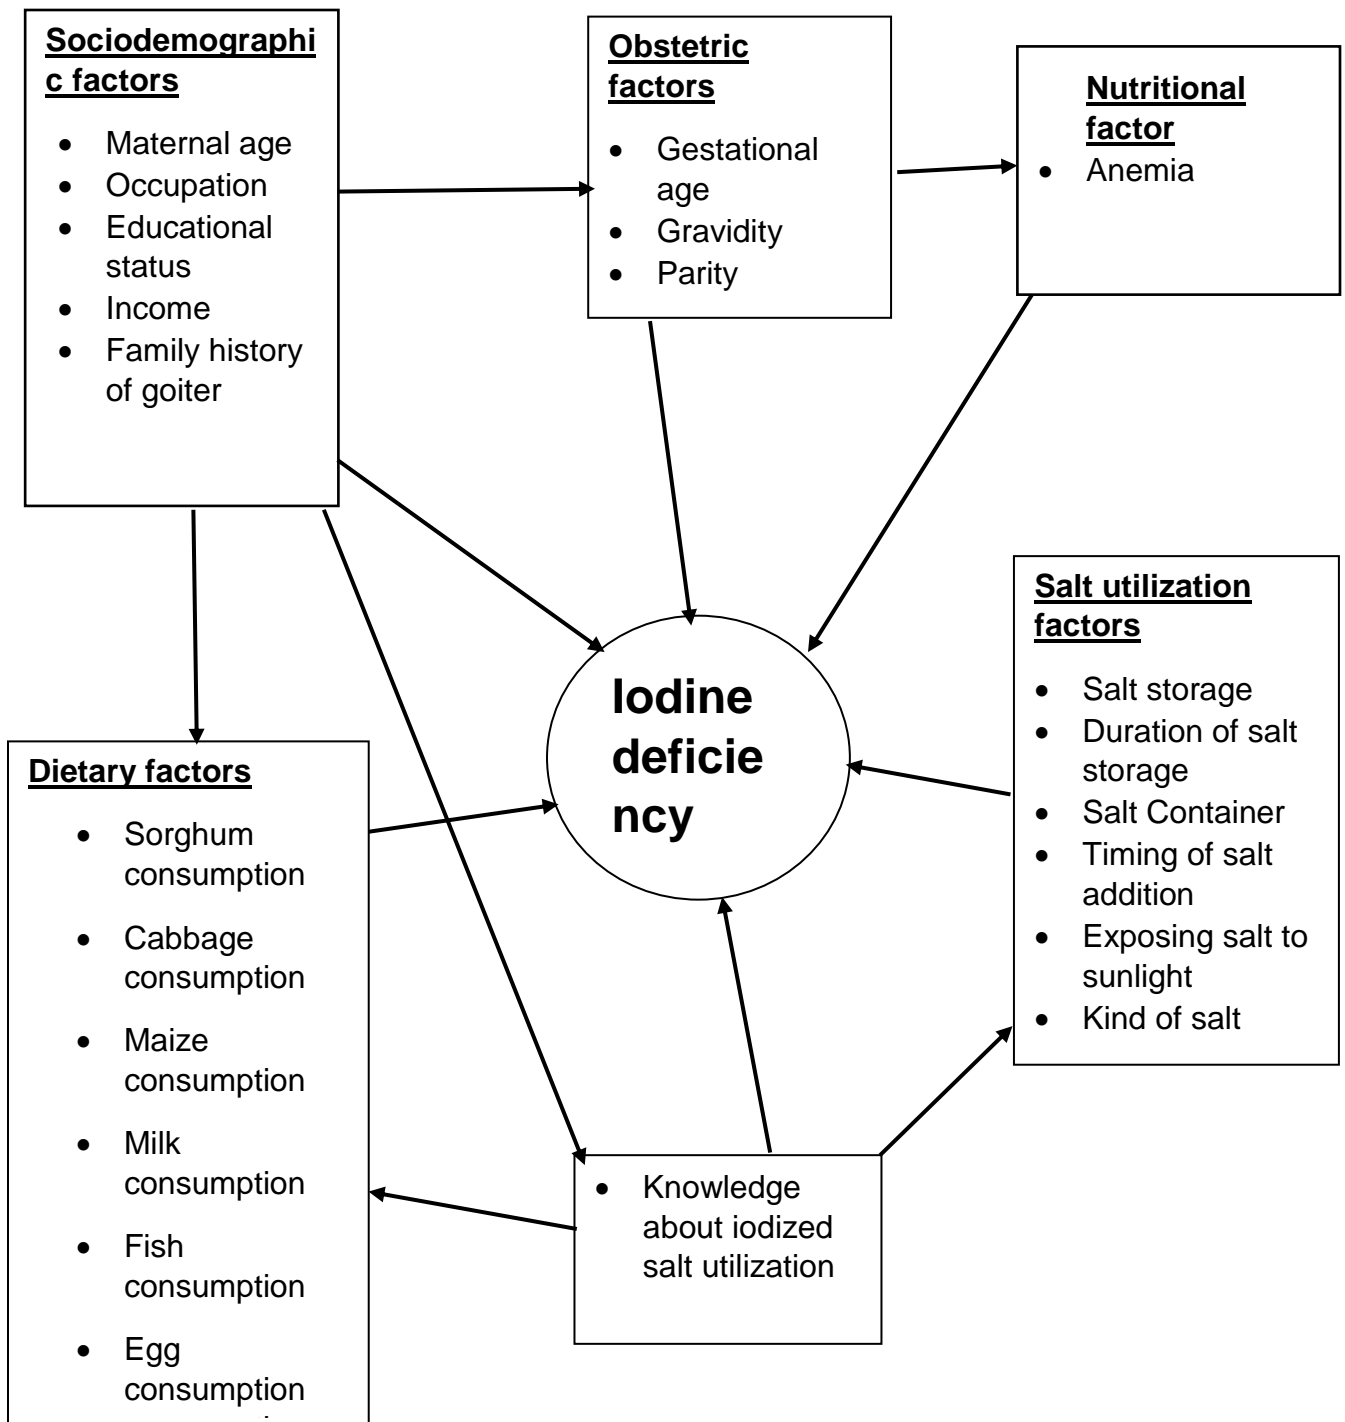 Sociodemographi
c factors
• Maternal age
• Occupation
• Educational
status
• Income
• Family history
of goiter
Obstetric
factors
• Gestational
age
• Gravidity
• Parity
Nutritional
factor
• Anemia
Iodine
deficie
ncy
Salt utilization
factors
• Salt storage
• Duration of salt
storage
• Salt Container
• Timing of salt
addition
• Exposing salt to
sunlight
• Kind of salt
Dietary factors
• Sorghum
consumption
• Cabbage
consumption
• Maize
consumption
• Milk
consumption
• Fish
consumption
• Egg
consumption
• Knowledge
about iodized
salt utilization